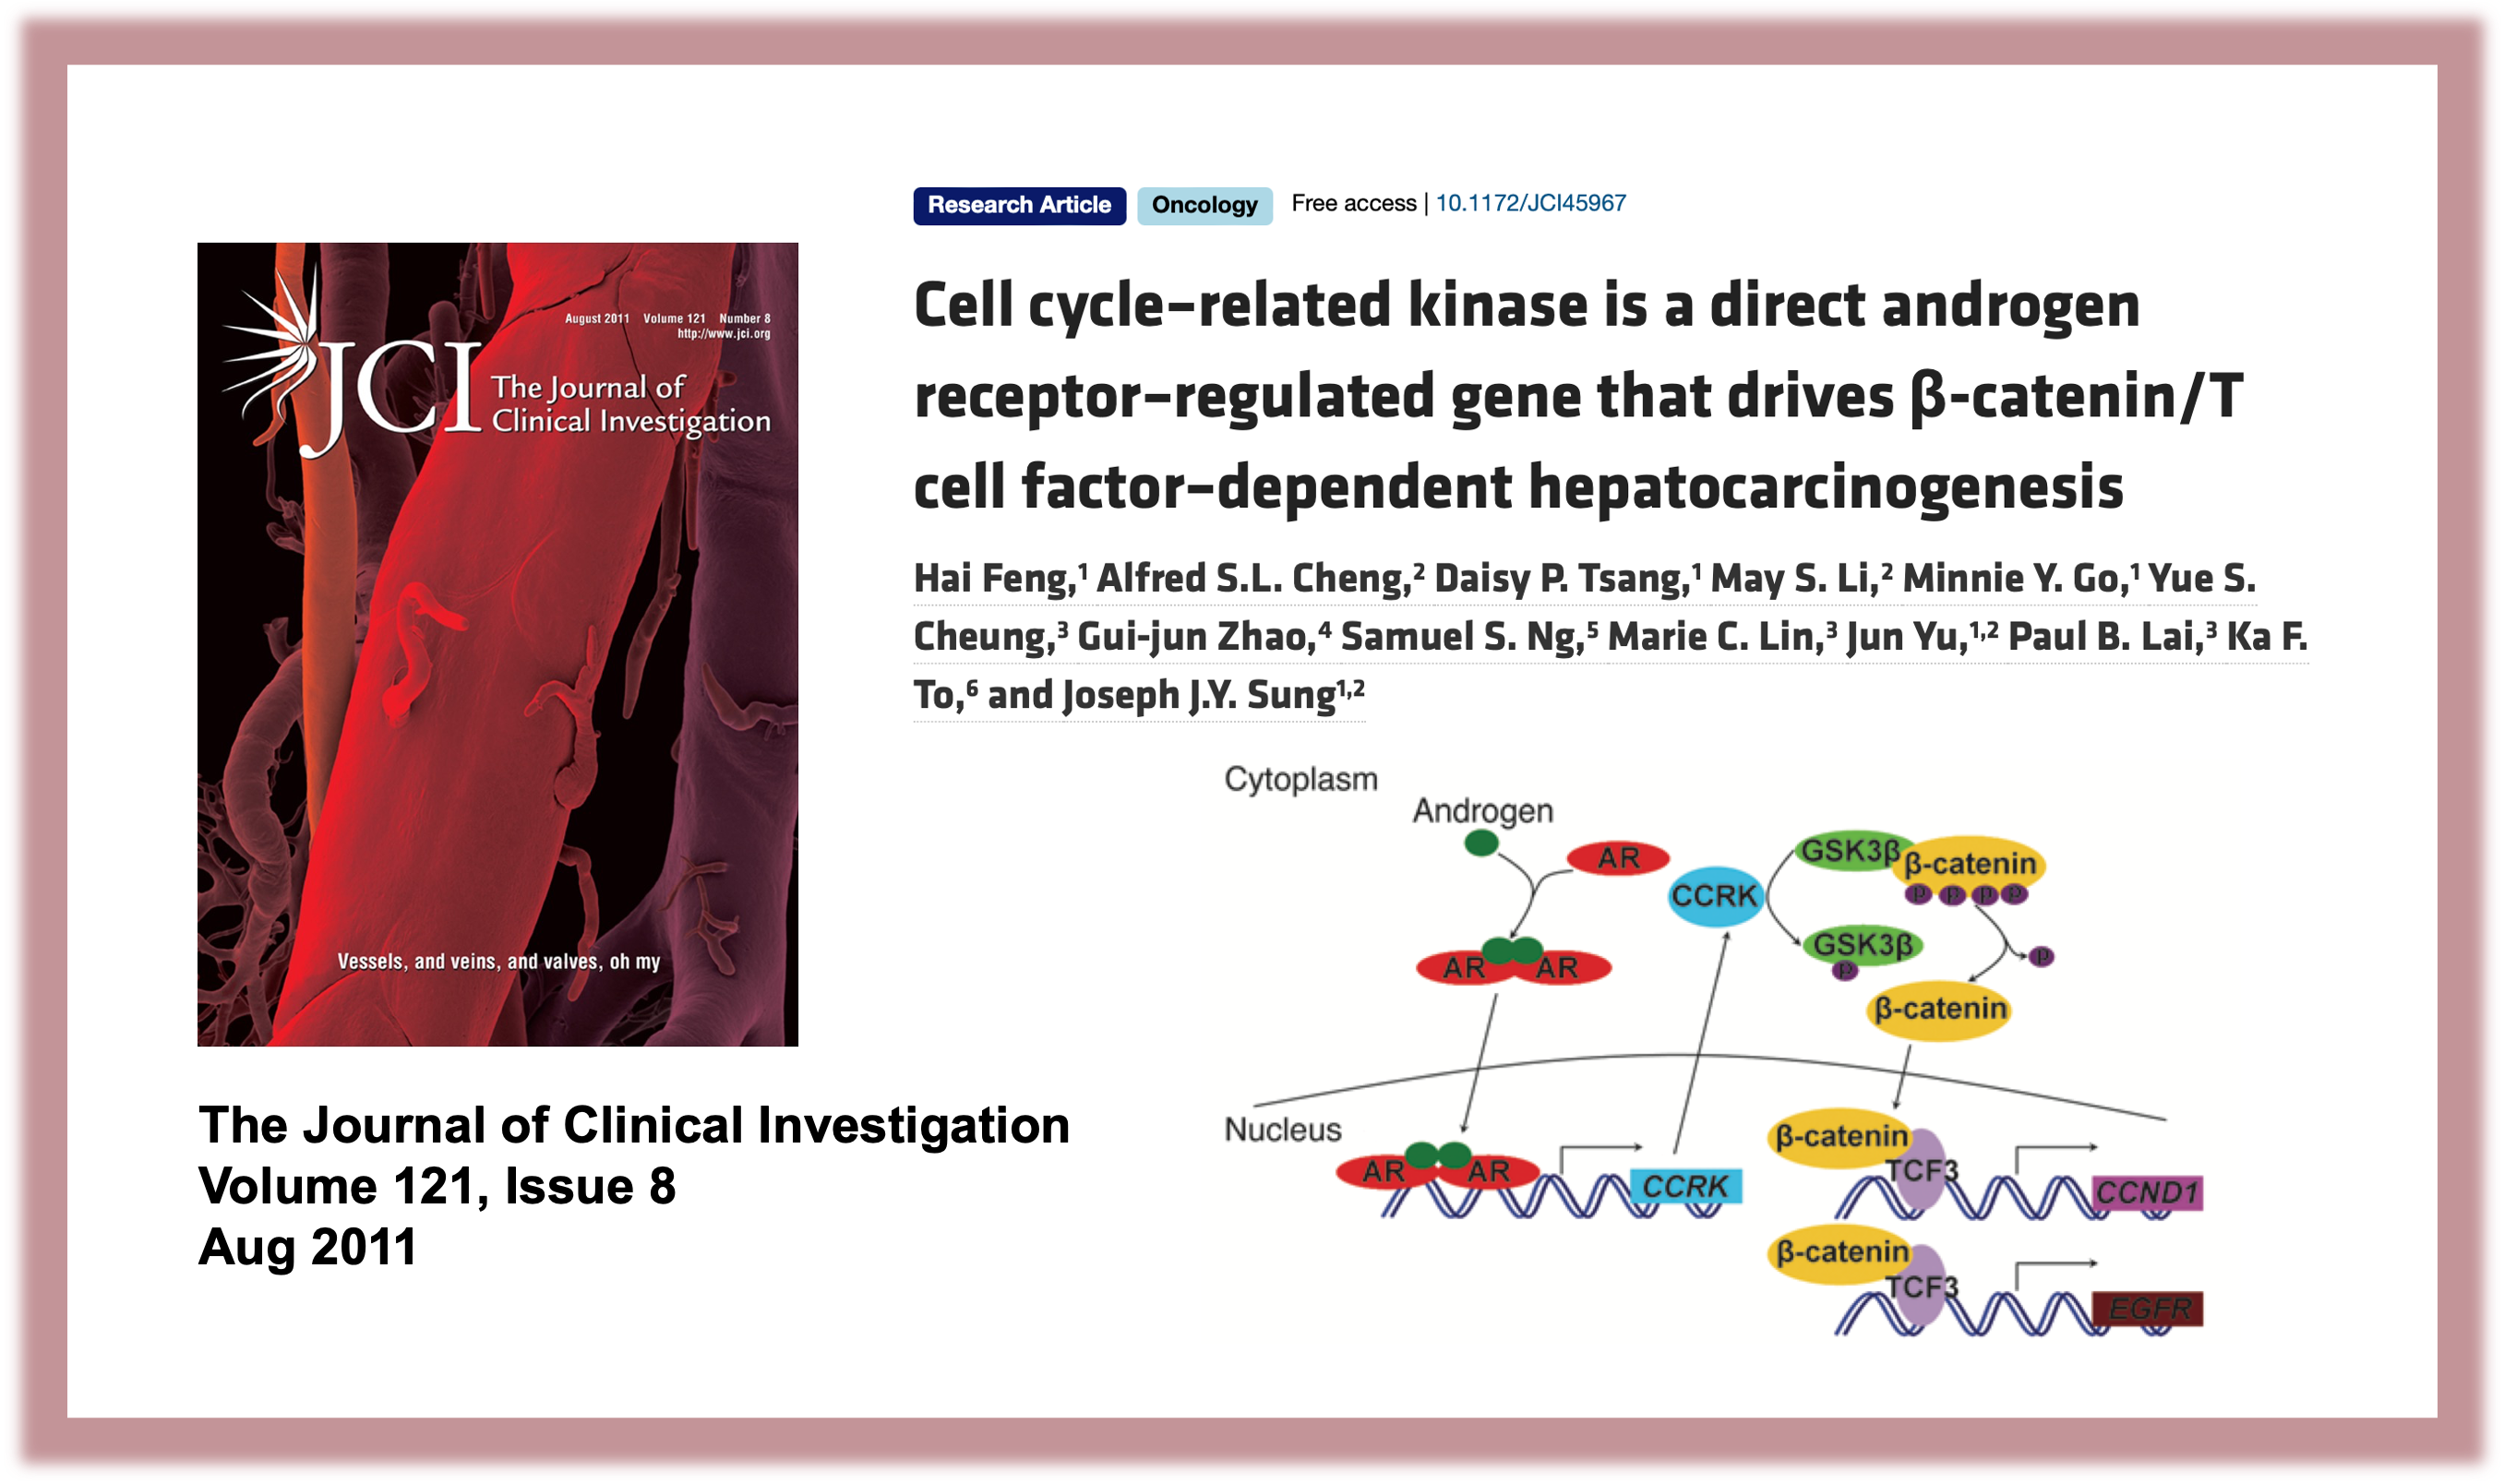 Research Article Oncology Free access | 10.1172/JCI45967
August 2011 Volume 121 Number 8
http://www.jci.org
JCI The Journal of
Clinical Investigation
Vessels, and veins, and valves, oh my
The Journal of Clinical Investigation
Volume 121, Issue 8
Aug 2011
Cell cycle–related kinase is a direct androgen
receptor–regulated gene that drives β-catenin/T
cell factor–dependent hepatocarcinogenesis
Hai Feng,¹ Alfred S.L. Cheng,² Daisy P. Tsang,¹ May S. Li,² Minnie Y. Go,¹ Yue S.
Cheung,³ Gui-jun Zhao,⁴ Samuel S. Ng,⁵ Marie C. Lin,³ Jun Yu,¹,² Paul B. Lai,³ Ka F.
To,⁶ and Joseph J.Y. Sung¹,²
Cytoplasm
Androgen
AR
CCRK
GSK3β
β-catenin
P P P P
AR AR
GSK3β
P
P
β-catenin
Nucleus
AR AR
CCRK
β-catenin
TCF3
CCND1
β-catenin
TCF3
EGFR